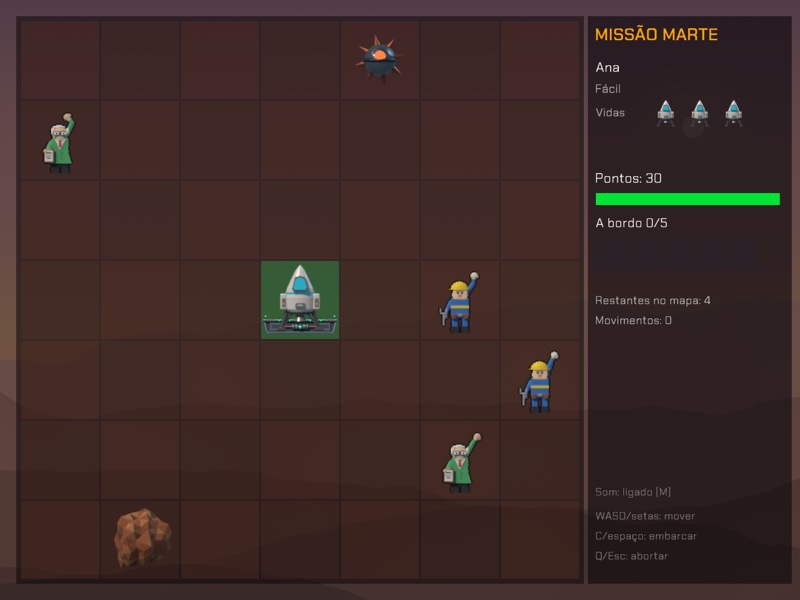 MISSÃO MARTE
Ana
Fácil
Vidas
Pontos: 30
A bordo 0/5
Restantes no mapa: 4
Movimentos: 0
Som: ligado [M]
WASD/setas: mover
C/espaço: embarcar
Q/Esc: abortar